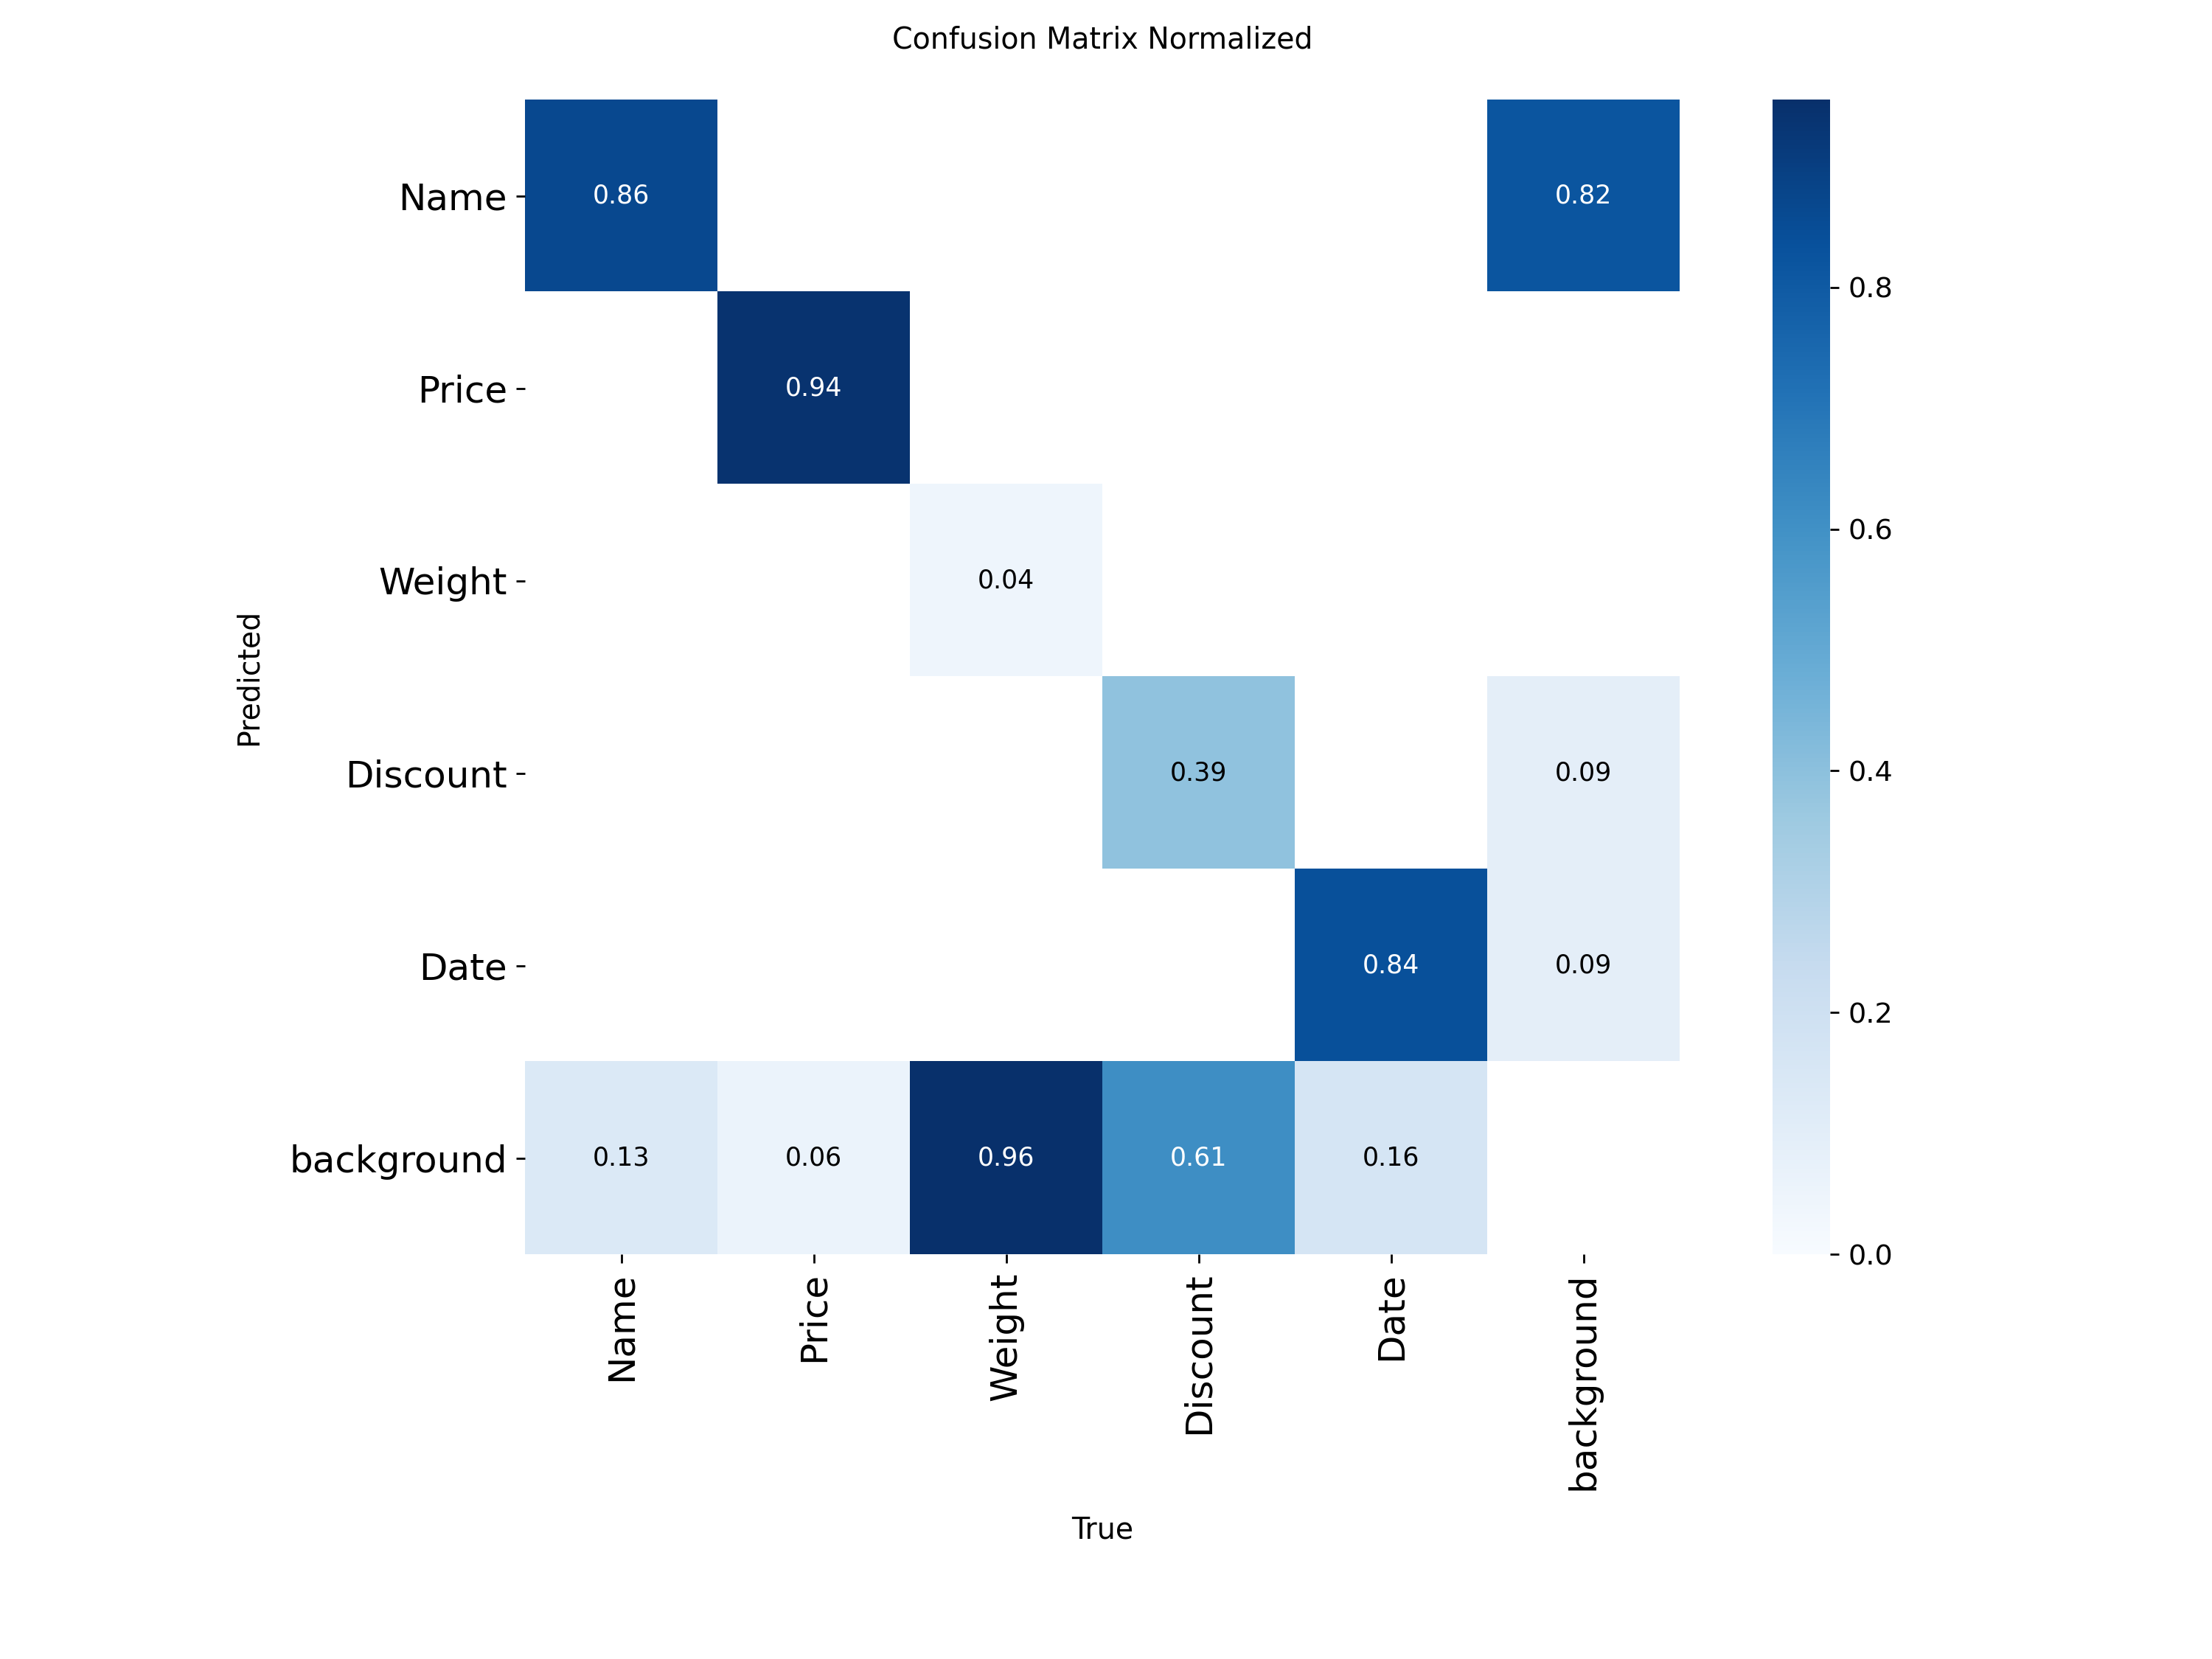 Confusion Matrix Normalized
Name
0.86
0.82
0.8
Price
0.94
0.6
Weight
0.04
Predicted
Discount
0.39
0.09
0.4
Date
0.84
0.09
0.2
background
0.13
0.06
0.96
0.61
0.16
0.0
Name
Price
Weight
Discount
Date
background
True